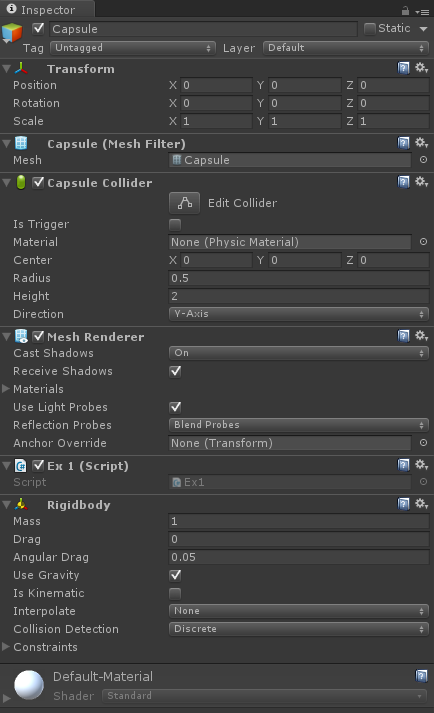 Inspector
Capsule Static
Tag Untagged Layer Default
Transform
Position X 0 Y 0 Z 0
Rotation X 0 Y 0 Z 0
Scale X 1 Y 1 Z 1
Capsule (Mesh Filter)
Mesh Capsule
Capsule Collider
Edit Collider
Is Trigger
Material None (Physic Material)
Center X 0 Y 0 Z 0
Radius 0.5
Height 2
Direction Y-Axis
Mesh Renderer
Cast Shadows On
Receive Shadows
Materials
Use Light Probes
Reflection Probes Blend Probes
Anchor Override None (Transform)
Ex 1 (Script)
Script Ex1
Rigidbody
Mass 1
Drag 0
Angular Drag 0.05
Use Gravity
Is Kinematic
Interpolate None
Collision Detection Discrete
Constraints
Default-Material
Shader Standard